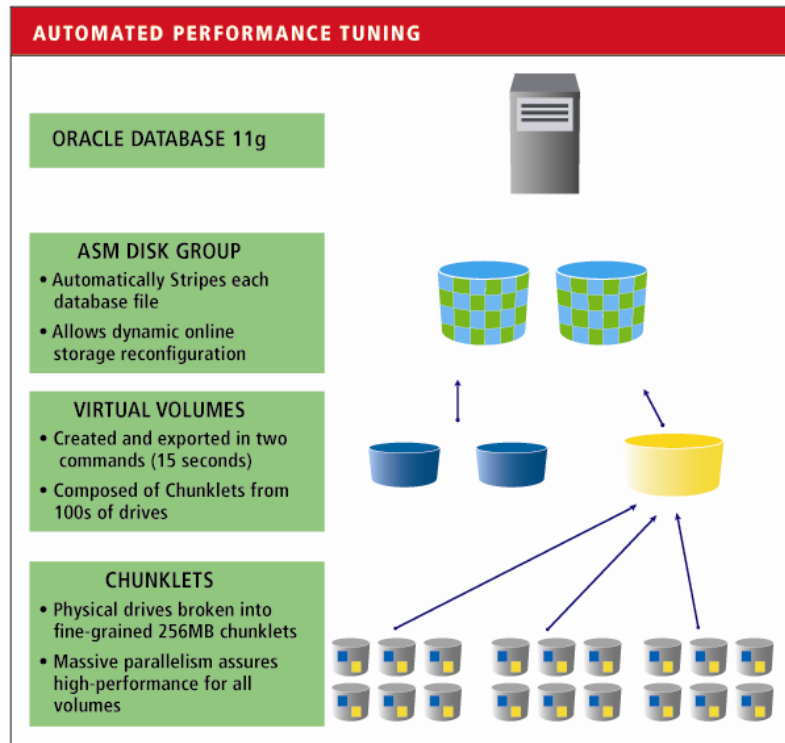 AUTOMATED PERFORMANCE TUNING
ORACLE DATABASE 11g
ASM DISK GROUP
• Automatically Stripes each
database file
• Allows dynamic online
storage reconfiguration
VIRTUAL VOLUMES
• Created and exported in two
commands (15 seconds)
• Composed of Chunklets from
100s of drives
CHUNKLETS
• Physical drives broken into
fine-grained 256MB chunklets
• Massive parallelism assures
high-performance for all
volumes